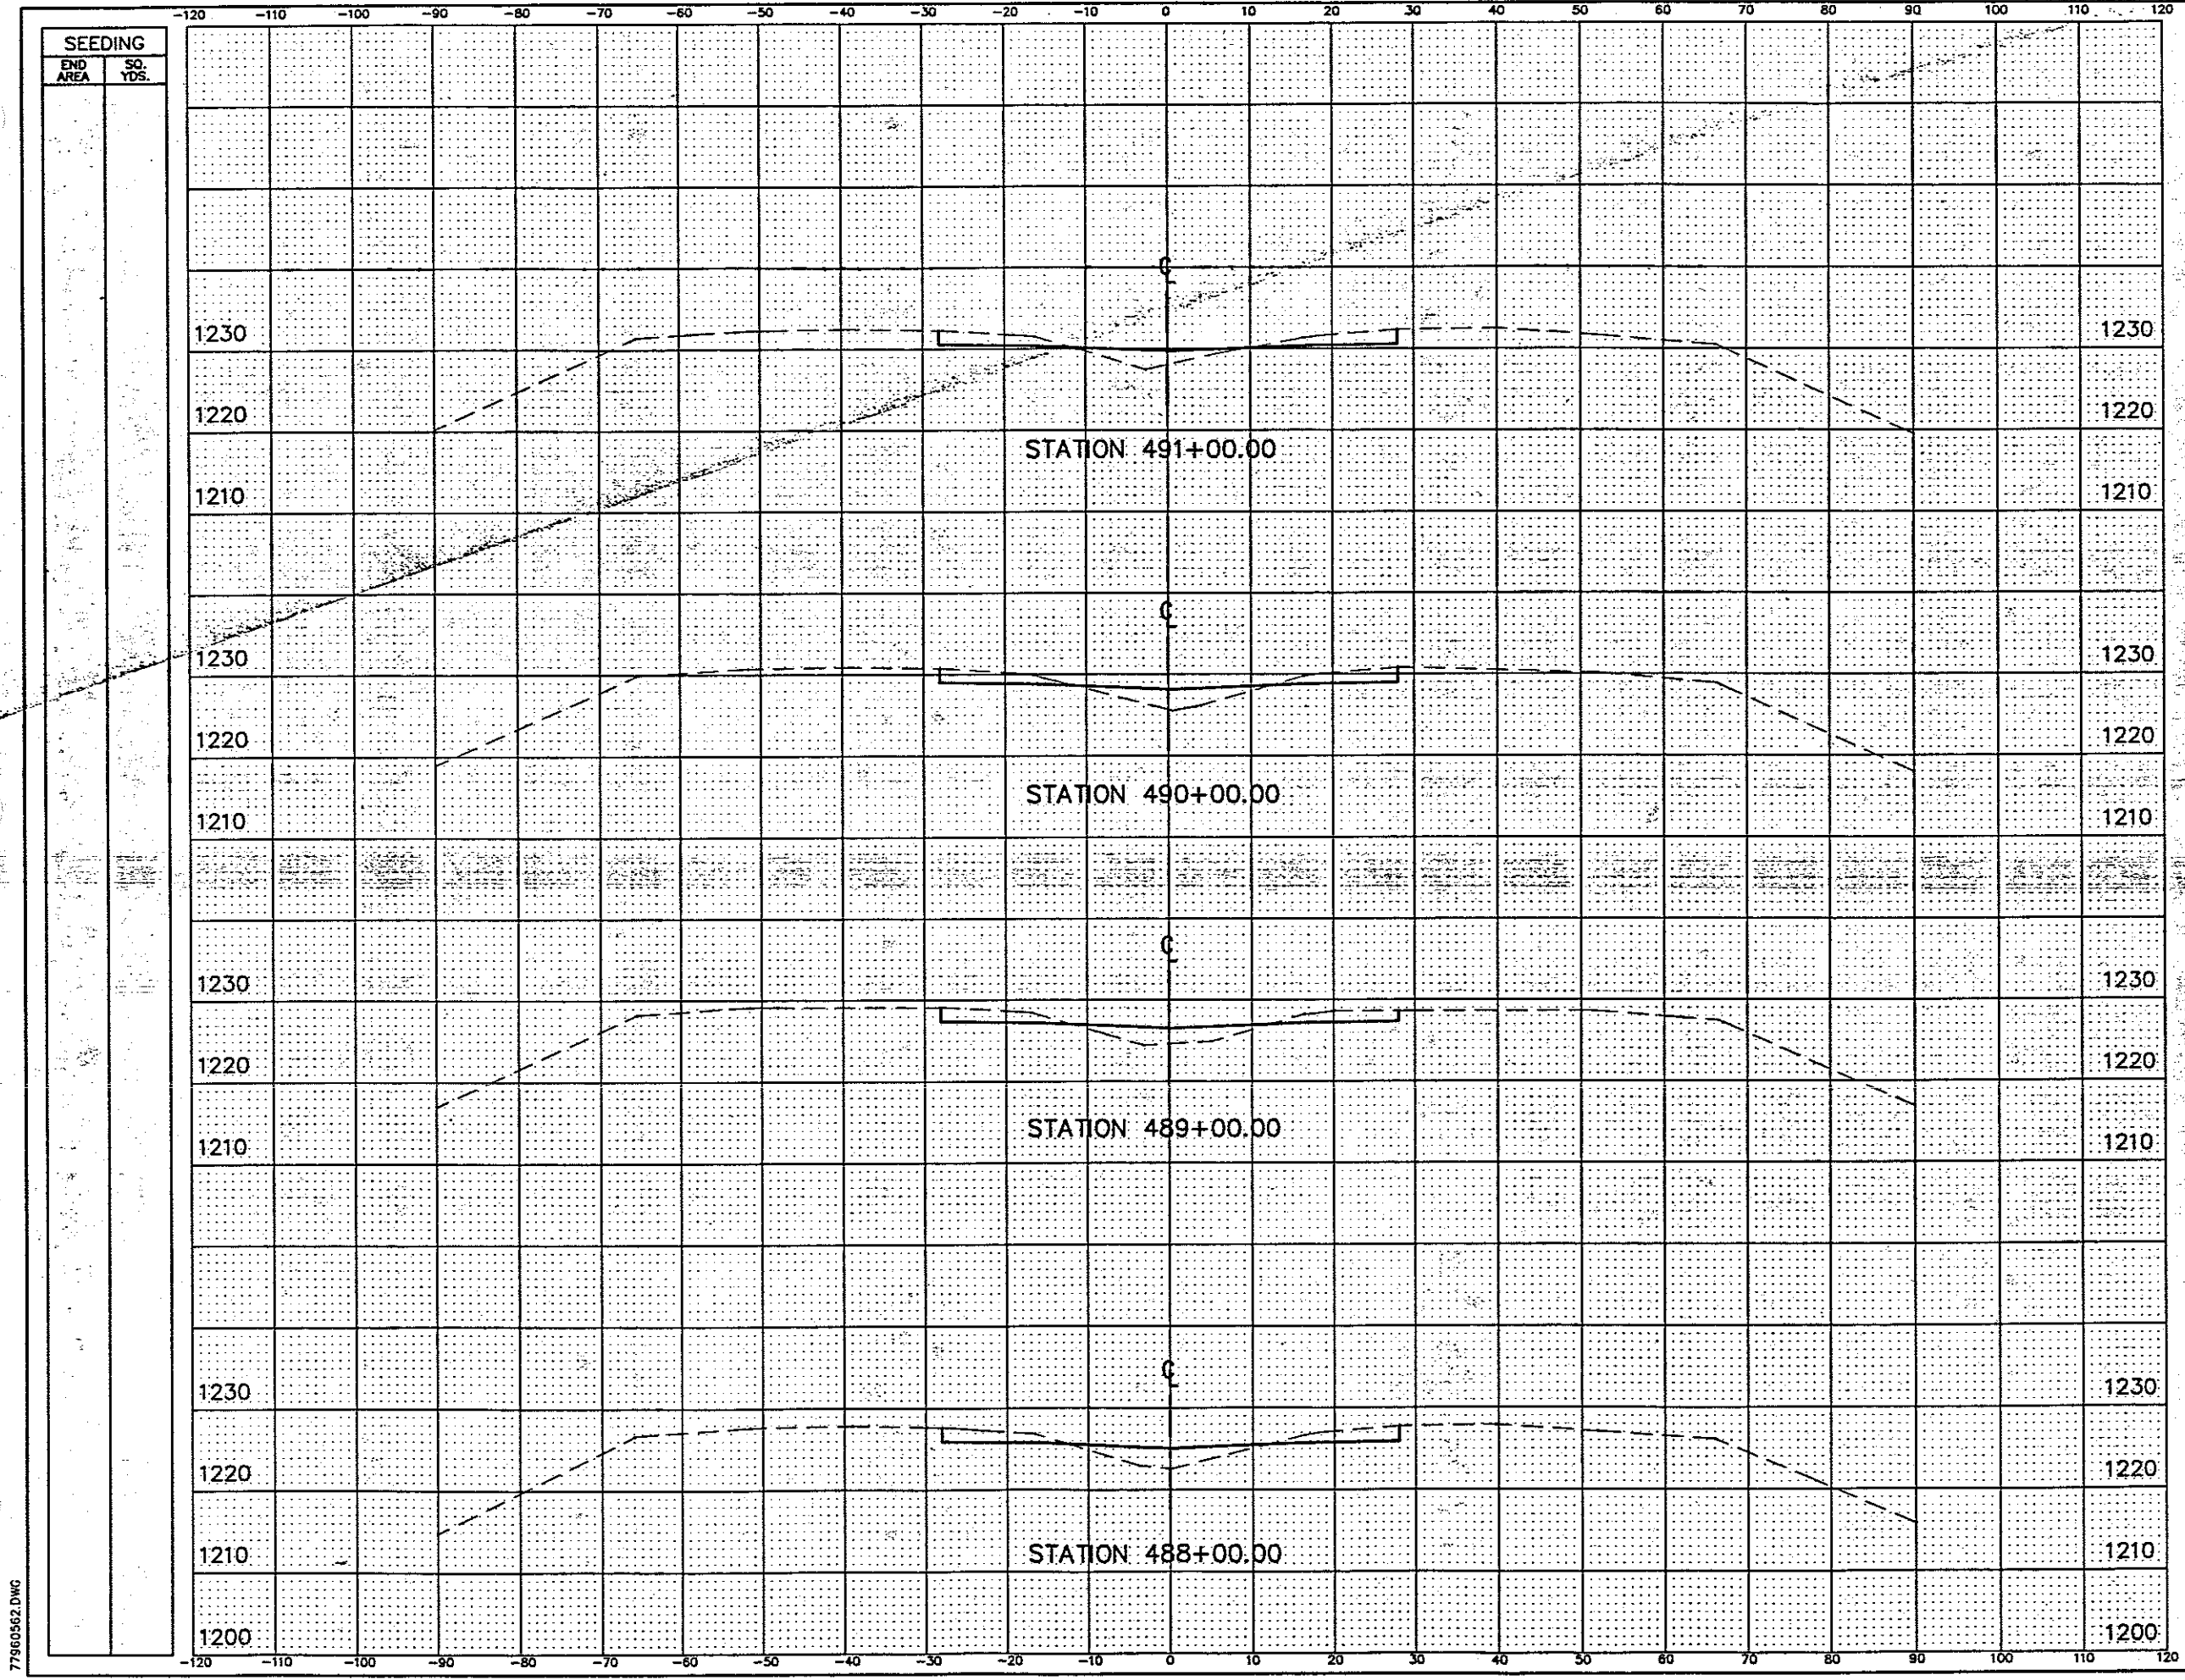 -120 -110 -100 -90 -80 -70 -60 -50 -40 -30 -20 -10 0 10 20 30 40 50 60 70 80 90 100 110 120
SEEDING
END AREA SQ. YDS.
℄
1230 1230
1220 1220
STATION 491+00.00
1210 1210
℄
1230 1230
1220 1220
STATION 490+00.00
1210 1210
℄
1230 1230
1220 1220
STATION 489+00.00
1210 1210
℄
1230 1230
1220 1220
STATION 488+00.00
1210 1210
1200 1200
-120 -110 -100 -90 -80 -70 -60 -50 -40 -30 -20 -10 0 10 20 30 40 50 60 70 80 90 100 110 120
77960562.DWG